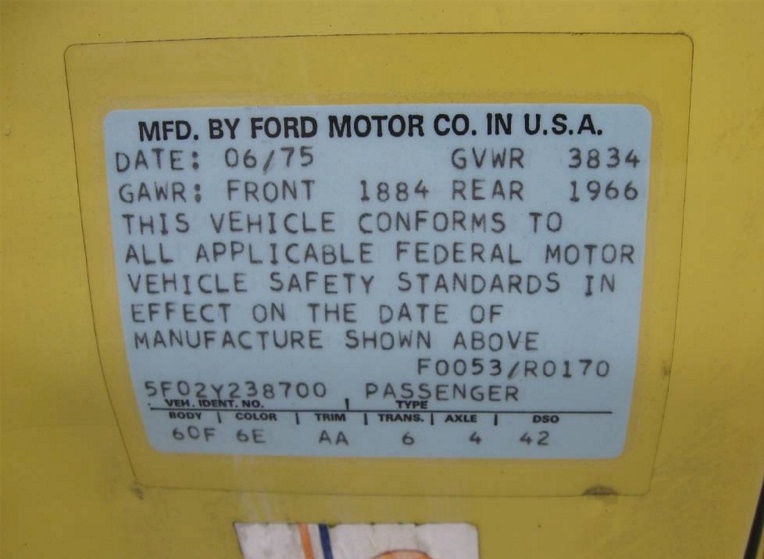 MFD. BY FORD MOTOR CO. IN U.S.A.
DATE: 06/75 GVWR 3834
GAWR: FRONT 1884 REAR 1966
THIS VEHICLE CONFORMS TO
ALL APPLICABLE FEDERAL MOTOR
VEHICLE SAFETY STANDARDS IN
EFFECT ON THE DATE OF
MANUFACTURE SHOWN ABOVE
F0053/R0170
5F02Y238700 PASSENGER
VEH. IDENT. NO. | TYPE
BODY | COLOR | TRIM | TRANS. | AXLE | DSO
60F 6E AA 6 4 42